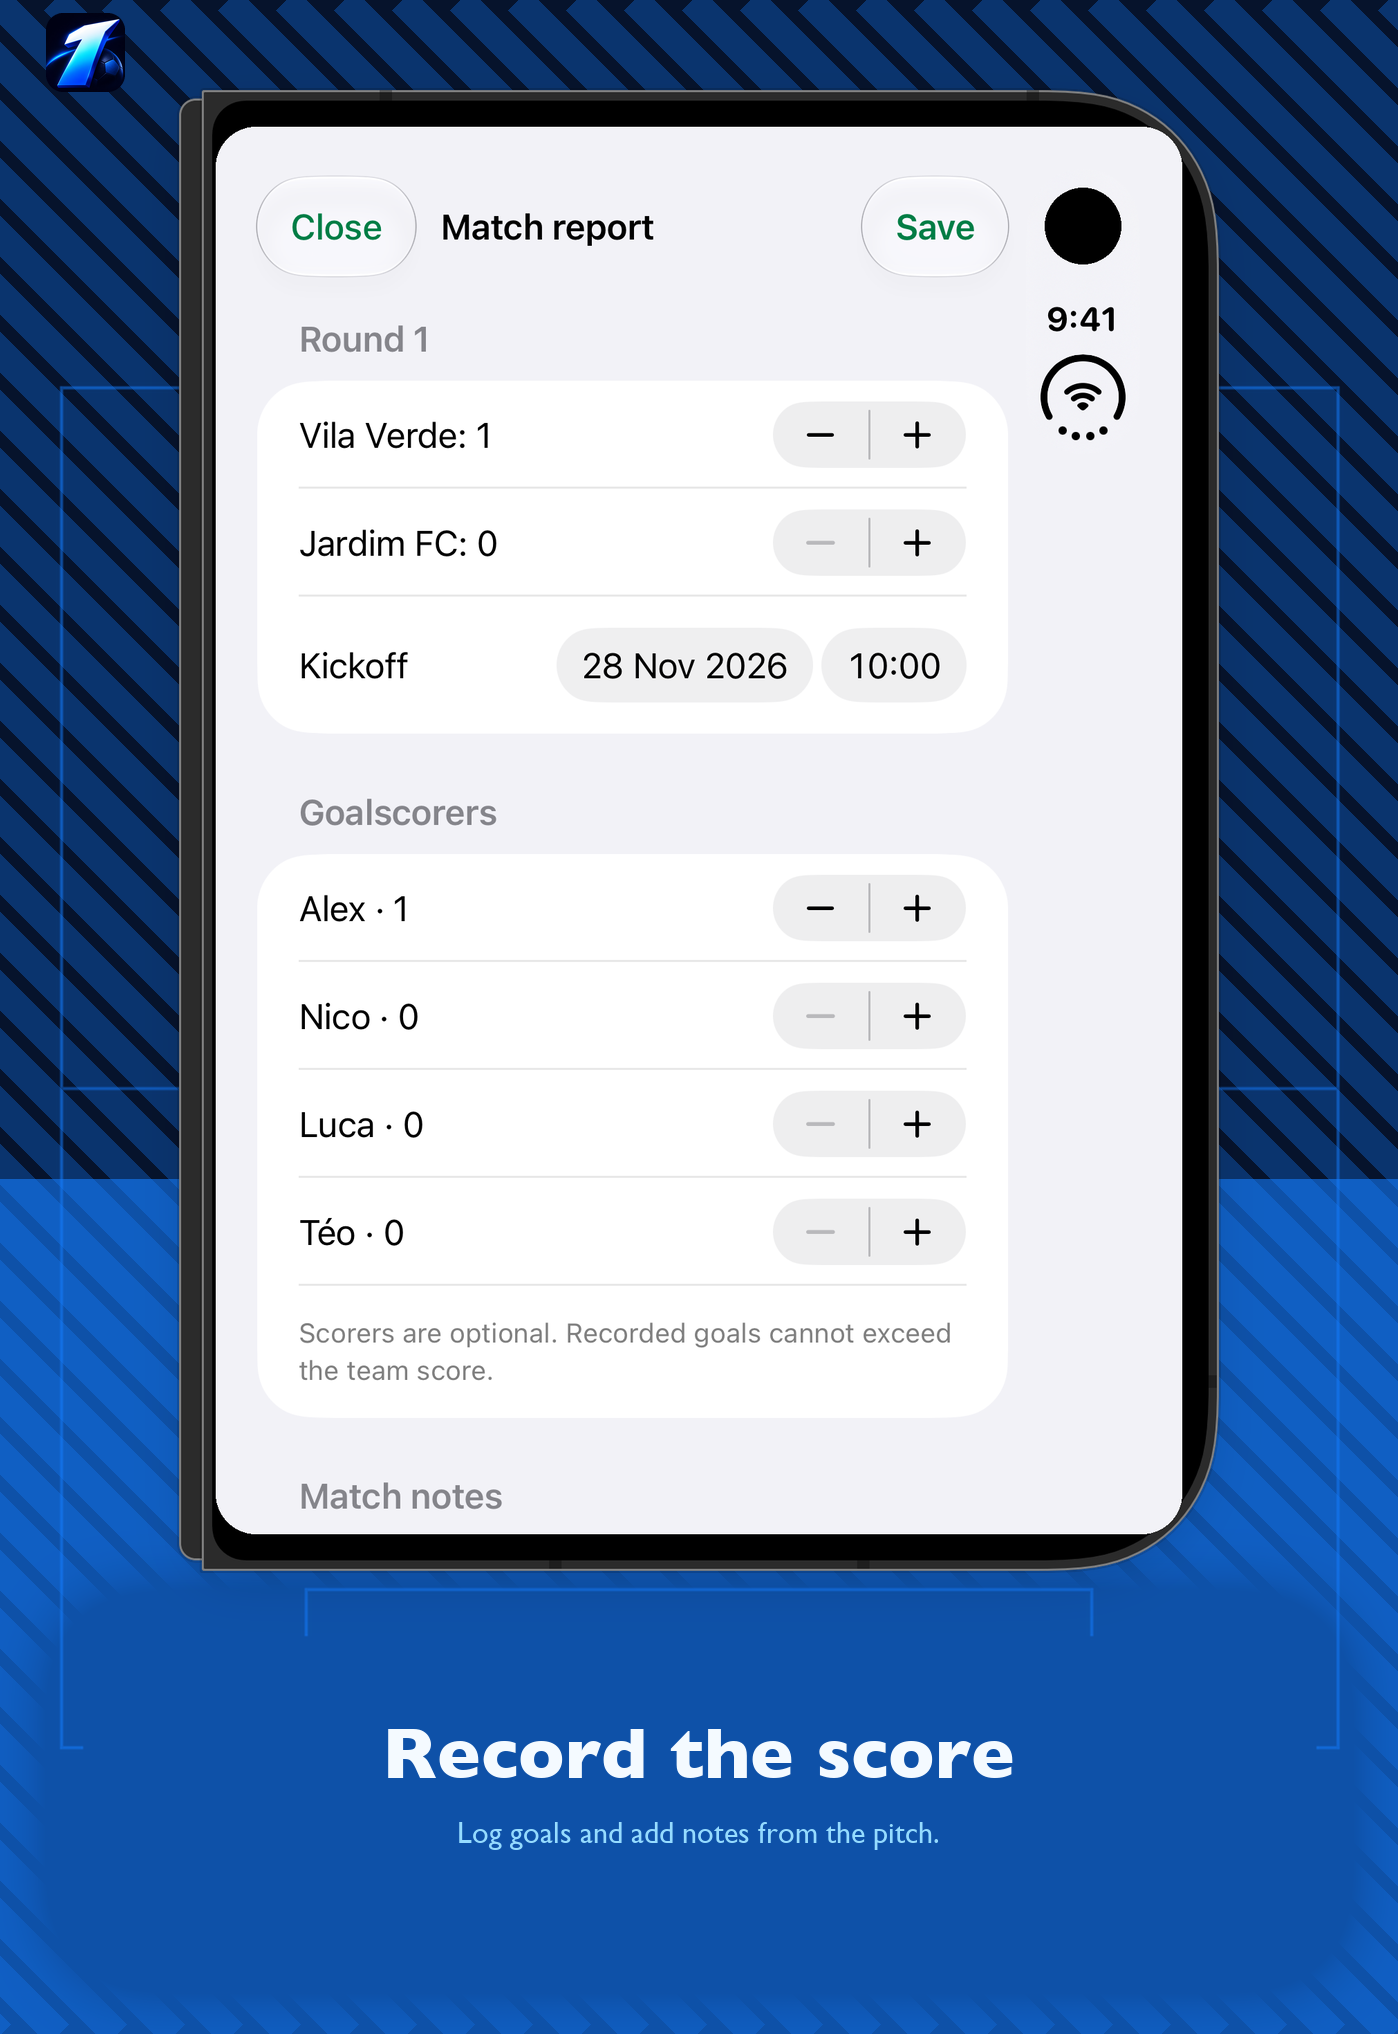 Close
Match report
Save
9:41
Round 1
Vila Verde: 1
Jardim FC: 0
Kickoff
28 Nov 2026
10:00
Goalscorers
Alex · 1
Nico · 0
Luca · 0
Téo · 0
Scorers are optional. Recorded goals cannot exceed
the team score.
Match notes
Record the score
Log goals and add notes from the pitch.